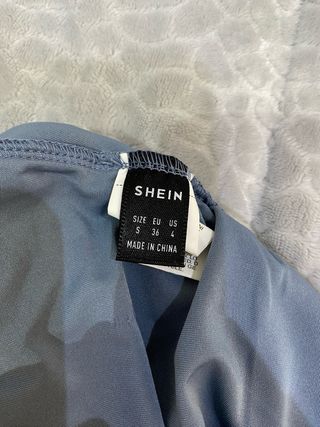 SHEIN
SIZE EU US
S 36 4
MADE IN CHINA